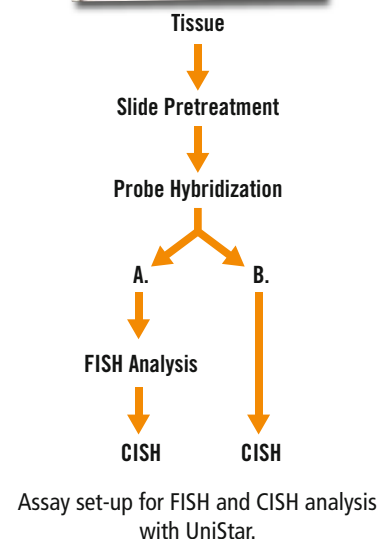 Tissue
Slide Pretreatment
Probe Hybridization
A. B.
FISH Analysis
CISH CISH
Assay set-up for FISH and CISH analysis
with UniStar.